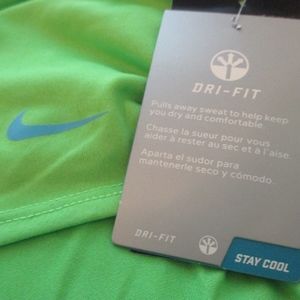 DRI-FIT
Pulls away sweat to help keep
you dry and comfortable.
Chasse la sueur pour vous
aider à rester au sec et à l'aise.
Aparta el sudor para
mantenerle seco y cómodo.
DRI-FIT
STAY COOL